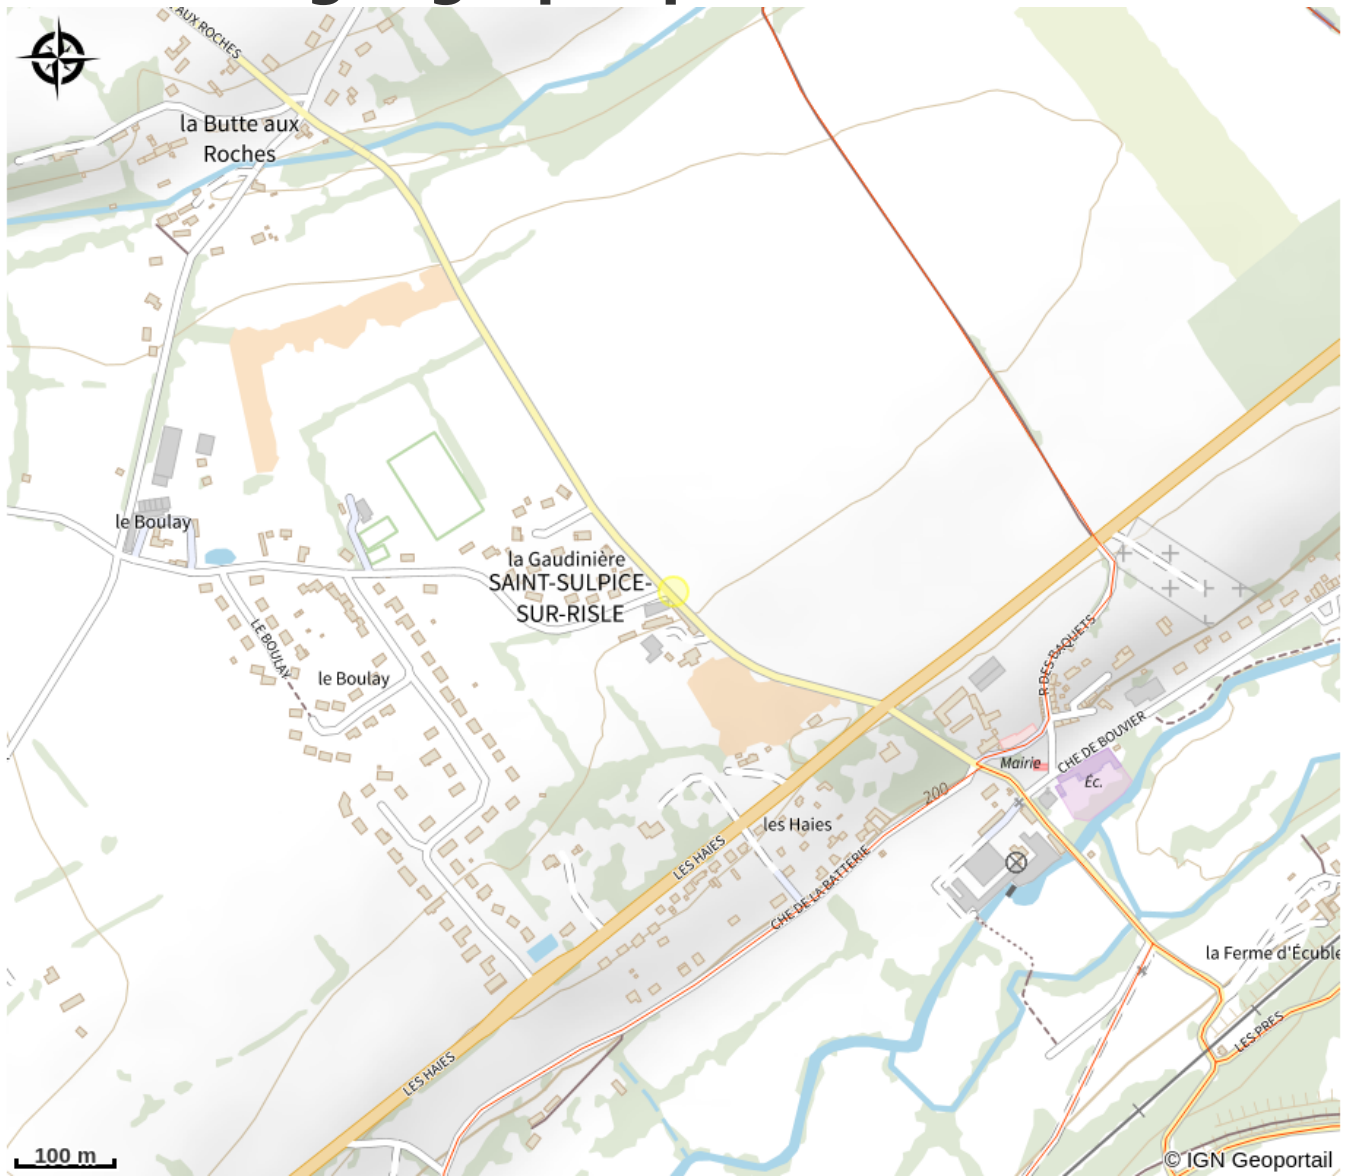 AUX ROCHES
la Butte aux
Roches
le Boulay
la Gaudinière
SAINT-SULPICE-
SUR-RISLE
LE BOULAY
le Boulay
R DES BAQUETS
CHE DE BOUVIER
Mairie
Éc.
200
les Haies
LES HAIES
CHE DE LA BATTERIE
la Ferme d'Écuble
LES PRES
LES HAIES
100 m
© IGN Geoportail